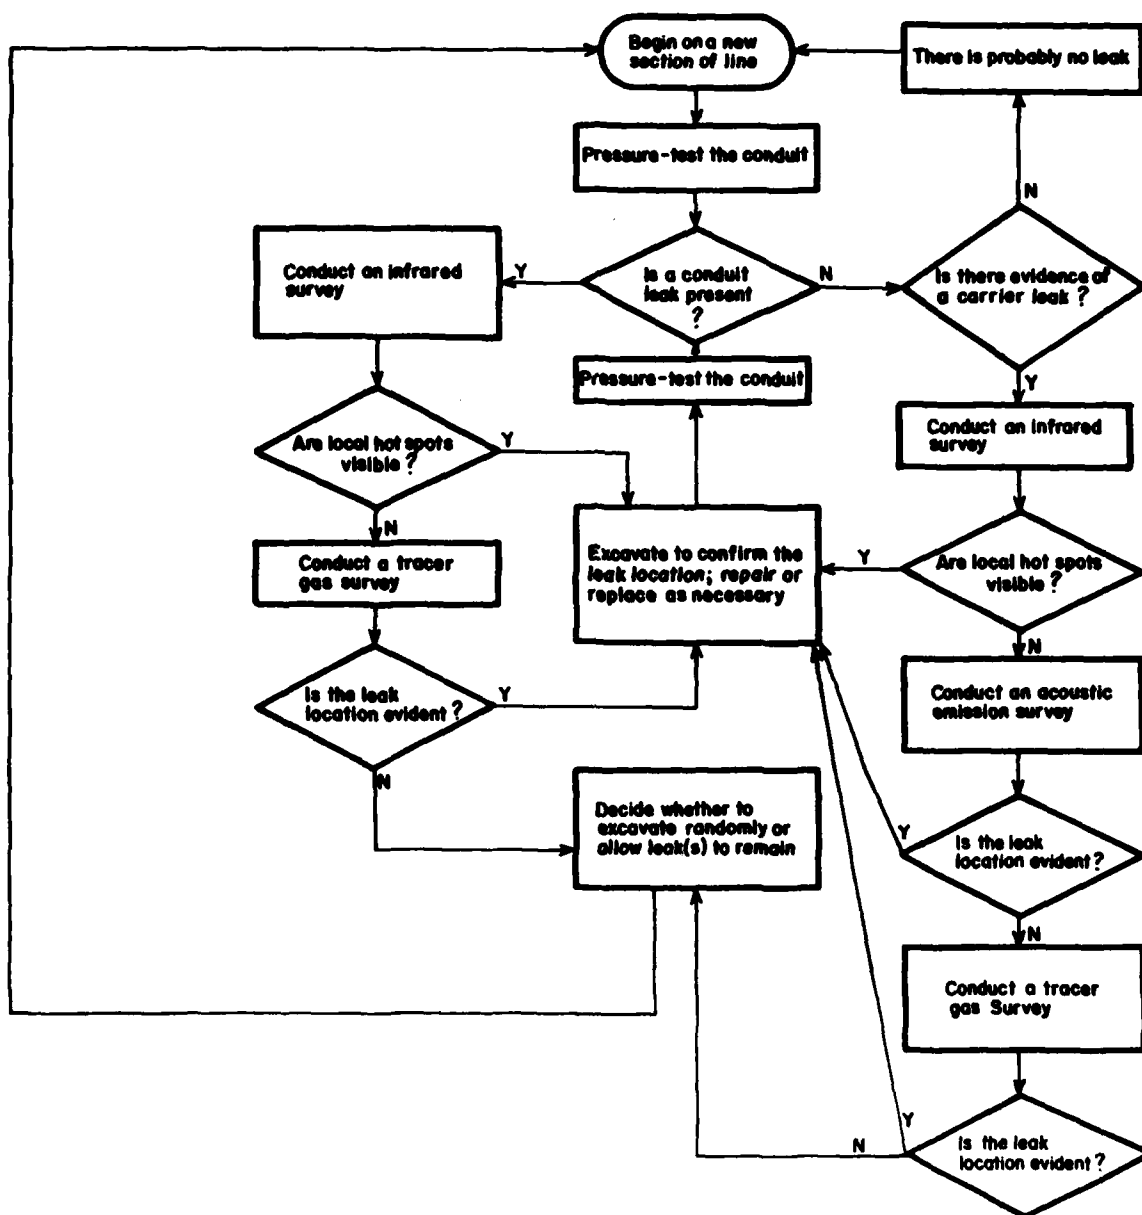 Begin on a new
section of line
There is probably no leak
Pressure-test the conduit
N
Conduct an infrared
survey
Y
Is a conduit
leak present
?
N
Is there evidence of
a carrier leak ?
Pressure-test the conduit
Y
Conduct an infrared
survey
Are local hot spots
visible ?
Y
N
Conduct a tracer
gas survey
Excavate to confirm the
leak location; repair or
replace as necessary
Y
Are local hot spots
visible ?
N
Is the leak
location evident ?
Y
Conduct an acoustic
emission survey
N
Decide whether to
excavate randomly or
allow leak(s) to remain
Y
Is the leak
location evident ?
N
Conduct a tracer
gas Survey
Y
N
Is the leak
location evident ?